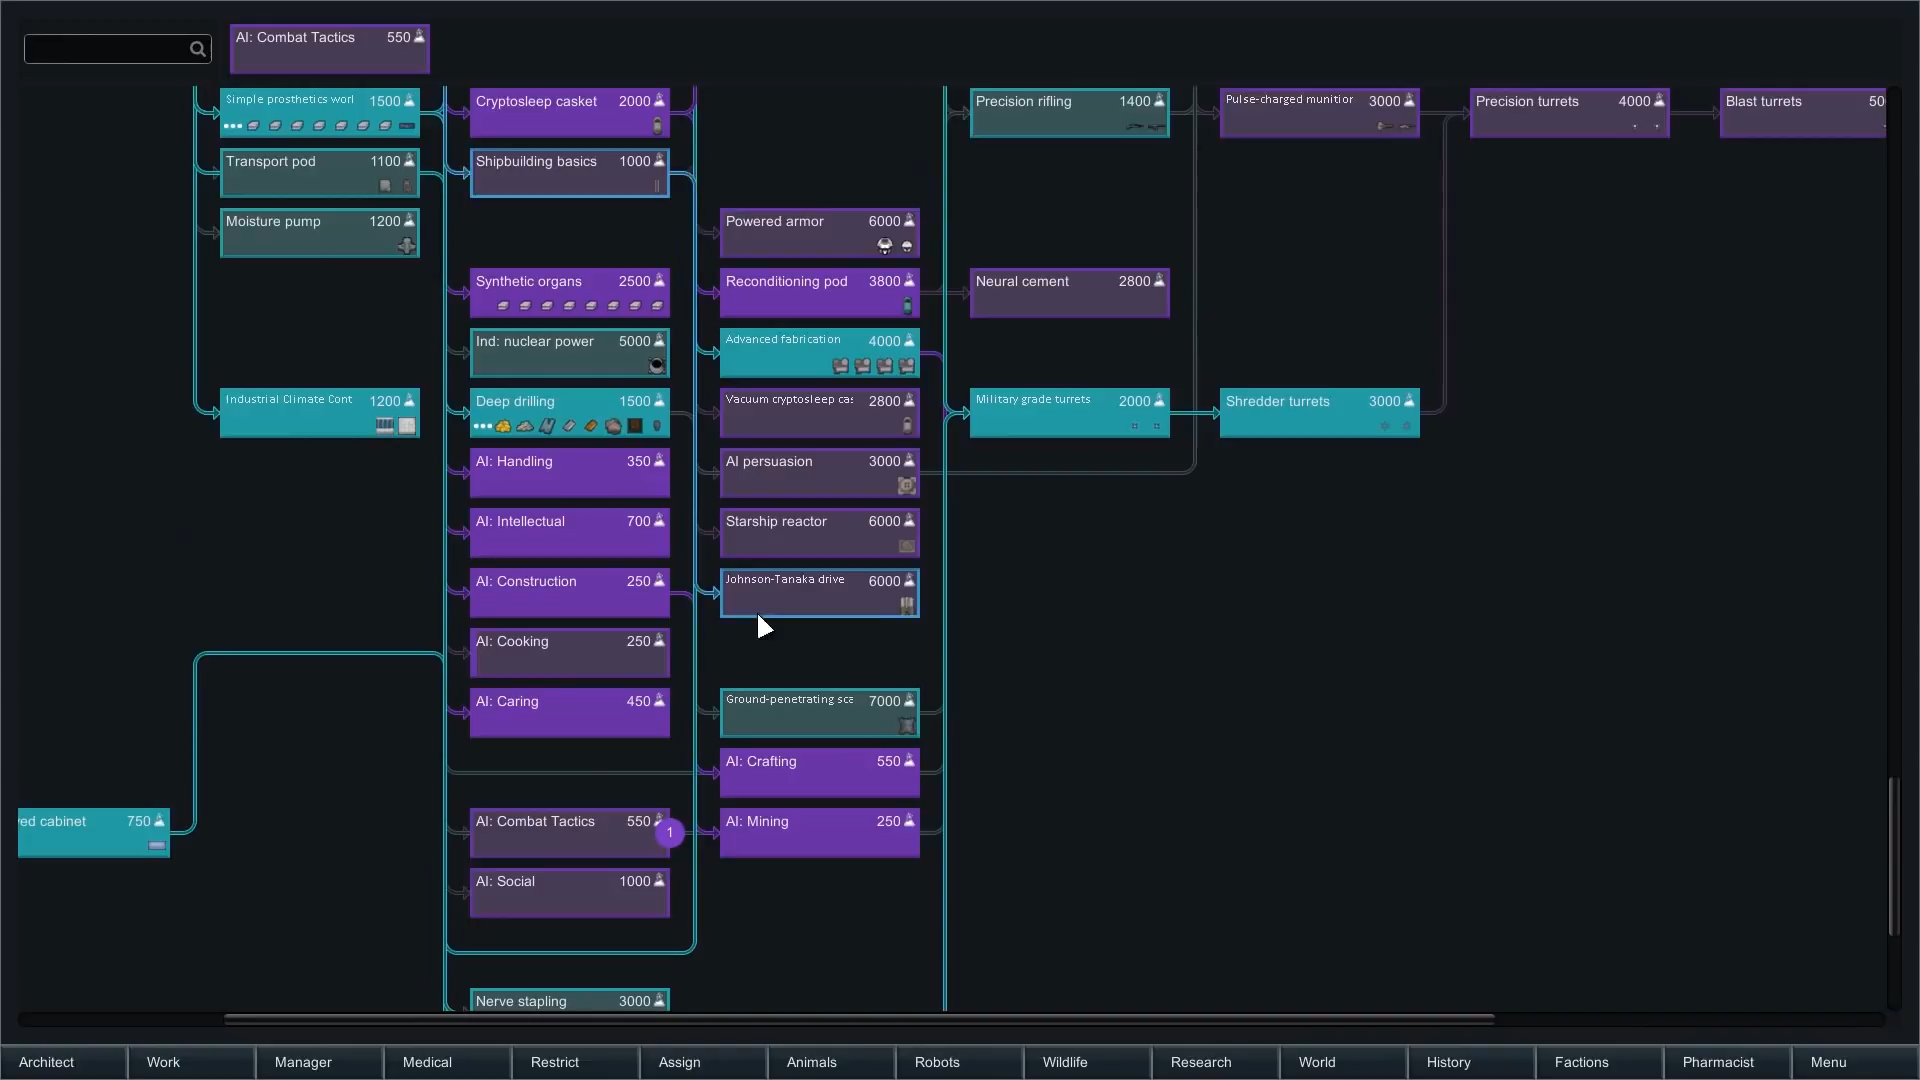 AI: Combat Tactics 550
Simple prosthetics worl 1500
Cryptosleep casket 2000
Precision rifling 1400
Pulse-charged munitior 3000
Precision turrets 4000
Blast turrets 50
Transport pod 1100
Shipbuilding basics 1000
Moisture pump 1200
Powered armor 6000
Synthetic organs 2500
Reconditioning pod 3800
Neural cement 2800
Ind: nuclear power 5000
Advanced fabrication 4000
Industrial Climate Cont 1200
Deep drilling 1500
Vacuum cryptosleep cas 2800
Military grade turrets 2000
Shredder turrets 3000
AI: Handling 350
AI persuasion 3000
AI: Intellectual 700
Starship reactor 6000
AI: Construction 250
Johnson-Tanaka drive 6000
AI: Cooking 250
AI: Caring 450
Ground-penetrating sca 7000
AI: Crafting 550
ed cabinet 750
AI: Combat Tactics 550
1
AI: Mining 250
AI: Social 1000
Nerve stapling 3000
Architect Work Manager Medical Restrict Assign Animals Robots Wildlife Research World History Factions Pharmacist Menu